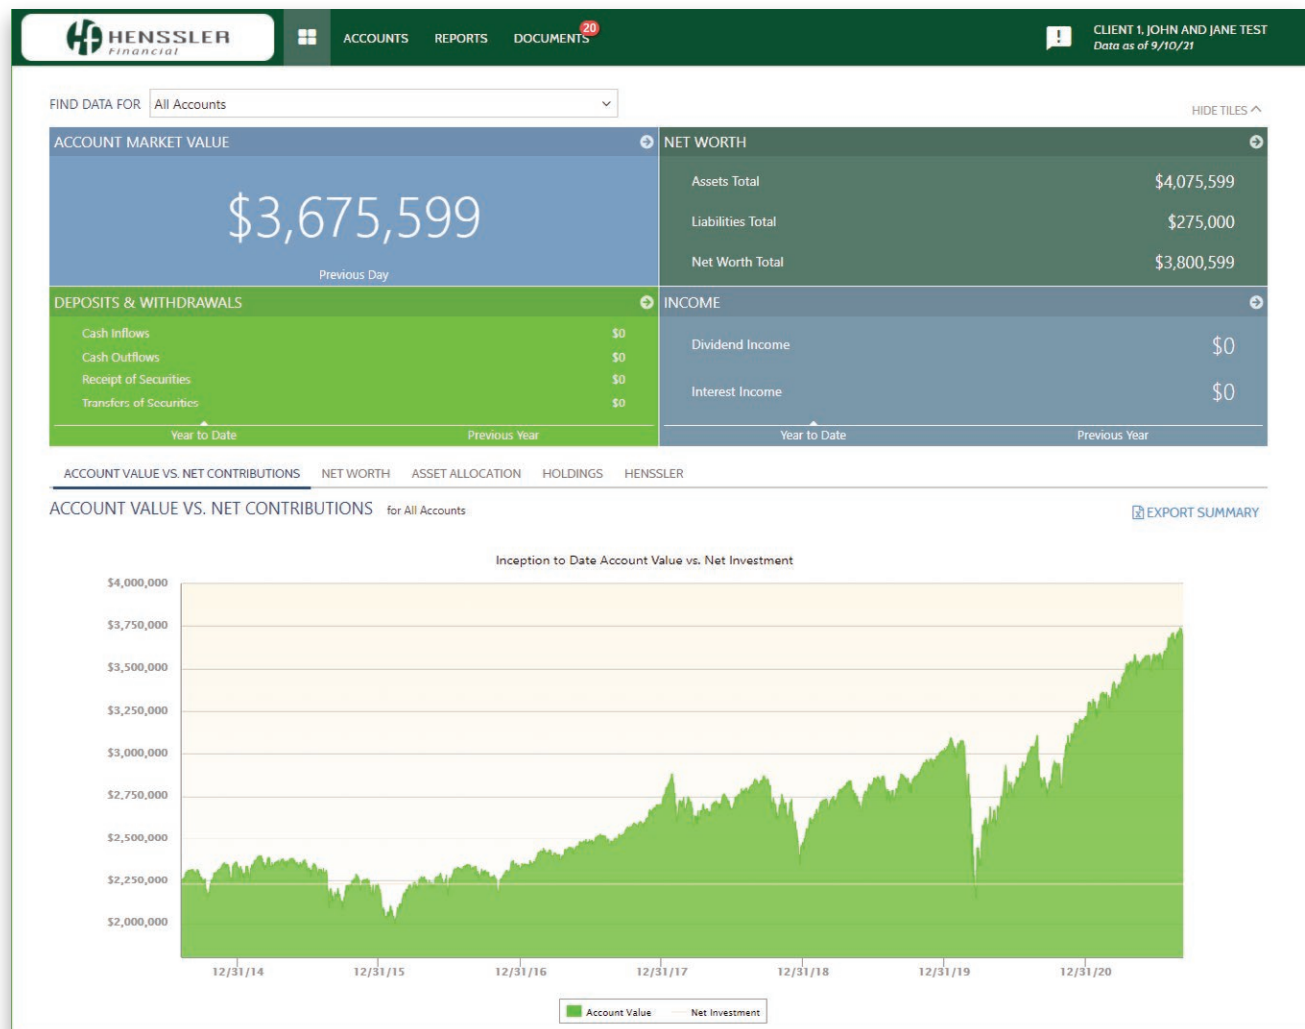 HENSSLER
Financial
ACCOUNTS REPORTS DOCUMENTS 20
!
CLIENT 1, JOHN AND JANE TEST
Data as of 9/10/21
FIND DATA FOR All Accounts
HIDE TILES
ACCOUNT MARKET VALUE
$3,675,599
Previous Day
NET WORTH
Assets Total $4,075,599
Liabilities Total $275,000
Net Worth Total $3,800,599
DEPOSITS & WITHDRAWALS
Cash Inflows $0
Cash Outflows $0
Receipt of Securities $0
Transfers of Securities $0
Year to Date Previous Year
INCOME
Dividend Income $0
Interest Income $0
Year to Date Previous Year
ACCOUNT VALUE VS. NET CONTRIBUTIONS NET WORTH ASSET ALLOCATION HOLDINGS HENSSLER
ACCOUNT VALUE VS. NET CONTRIBUTIONS for All Accounts
EXPORT SUMMARY
Inception to Date Account Value vs. Net Investment
$4,000,000
$3,750,000
$3,500,000
$3,250,000
$3,000,000
$2,750,000
$2,500,000
$2,250,000
$2,000,000
12/31/14 12/31/15 12/31/16 12/31/17 12/31/18 12/31/19 12/31/20
Account Value Net Investment